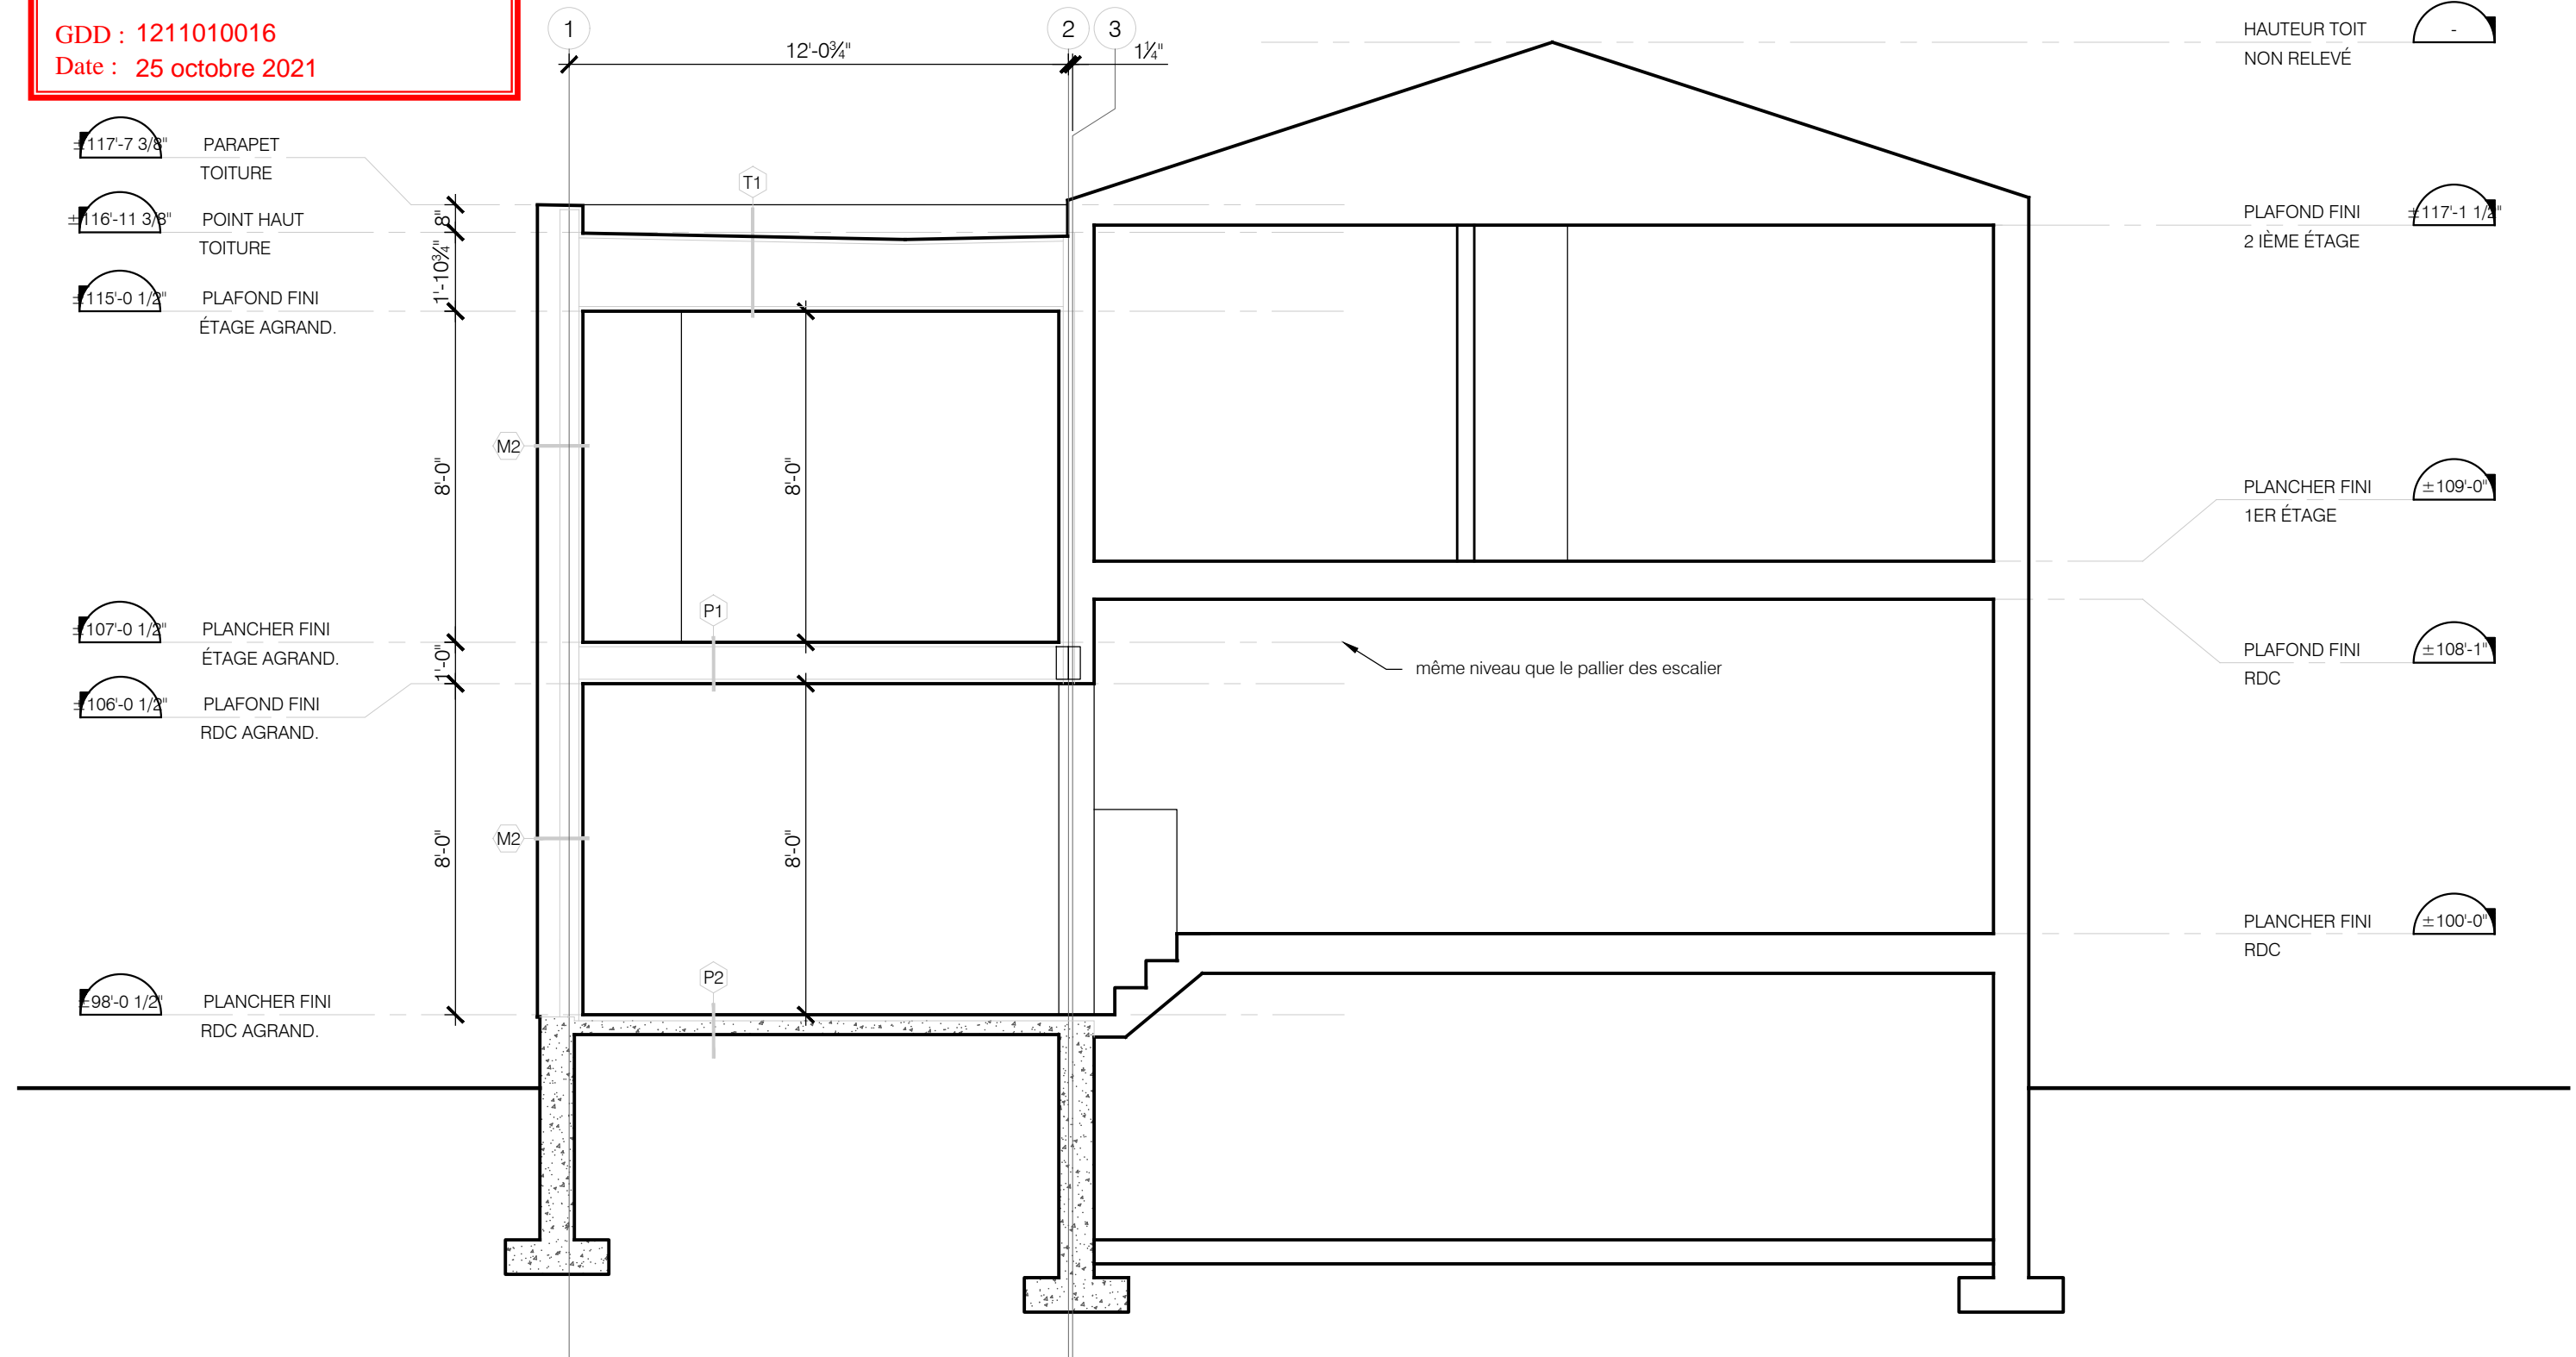 GDD : 1211010016
Date : 25 octobre 2021
1
2
3
12'-0¾"
1¼"
HAUTEUR TOIT
NON RELEVÉ
-
±117'-7 3/8"
PARAPET
TOITURE
±116'-11 3/8"
POINT HAUT
TOITURE
±115'-0 1/2"
PLAFOND FINI
ÉTAGE AGRAND.
8"
1'-10¾"
T1
PLAFOND FINI
2 IÈME ÉTAGE
±117'-1 1/2"
M2
8'-0"
8'-0"
PLANCHER FINI
1ER ÉTAGE
±109'-0"
±107'-0 1/2"
PLANCHER FINI
ÉTAGE AGRAND.
P1
1'-0"
même niveau que le pallier des escalier
PLAFOND FINI
RDC
±108'-1"
±106'-0 1/2"
PLAFOND FINI
RDC AGRAND.
M2
8'-0"
8'-0"
PLANCHER FINI
RDC
±100'-0"
P2
±98'-0 1/2"
PLANCHER FINI
RDC AGRAND.